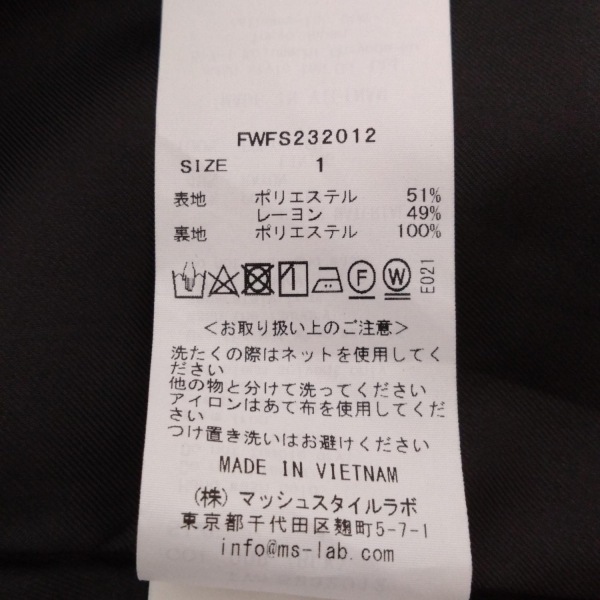 FWFS232012
SIZE 1
表地 ポリエステル 51%
レーヨン 49%
裏地 ポリエステル 100%
F W E021
<お取り扱い上のご注意>
洗たくの際はネットを使用してく
ださい
他の物と分けて洗ってください
アイロンはあて布を使用してくだ
さい
つけ置き洗いはお避けください
MADE IN VIETNAM
(株)マッシュスタイルラボ
東京都千代田区麹町5-7-1
info@ms-lab.com